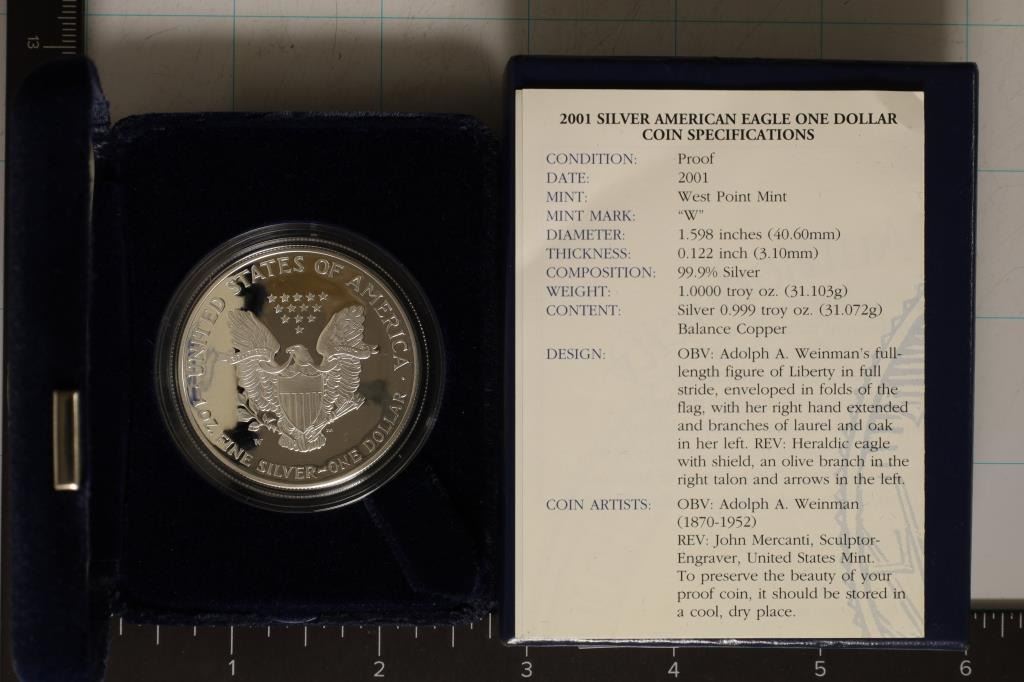 13
UNITED STATES OF AMERICA
1 OZ. FINE SILVER~ONE DOLLAR
W
2001 SILVER AMERICAN EAGLE ONE DOLLAR
COIN SPECIFICATIONS
CONDITION: Proof
DATE: 2001
MINT: West Point Mint
MINT MARK: “W”
DIAMETER: 1.598 inches (40.60mm)
THICKNESS: 0.122 inch (3.10mm)
COMPOSITION: 99.9% Silver
WEIGHT: 1.0000 troy oz. (31.103g)
CONTENT: Silver 0.999 troy oz. (31.072g)
Balance Copper
DESIGN: OBV: Adolph A. Weinman's full-
length figure of Liberty in full
stride, enveloped in folds of the
flag, with her right hand extended
and branches of laurel and oak
in her left. REV: Heraldic eagle
with shield, an olive branch in the
right talon and arrows in the left.
COIN ARTISTS: OBV: Adolph A. Weinman
(1870-1952)
REV: John Mercanti, Sculptor-
Engraver, United States Mint.
To preserve the beauty of your
proof coin, it should be stored in
a cool, dry place.
1 2 3 4 5 6